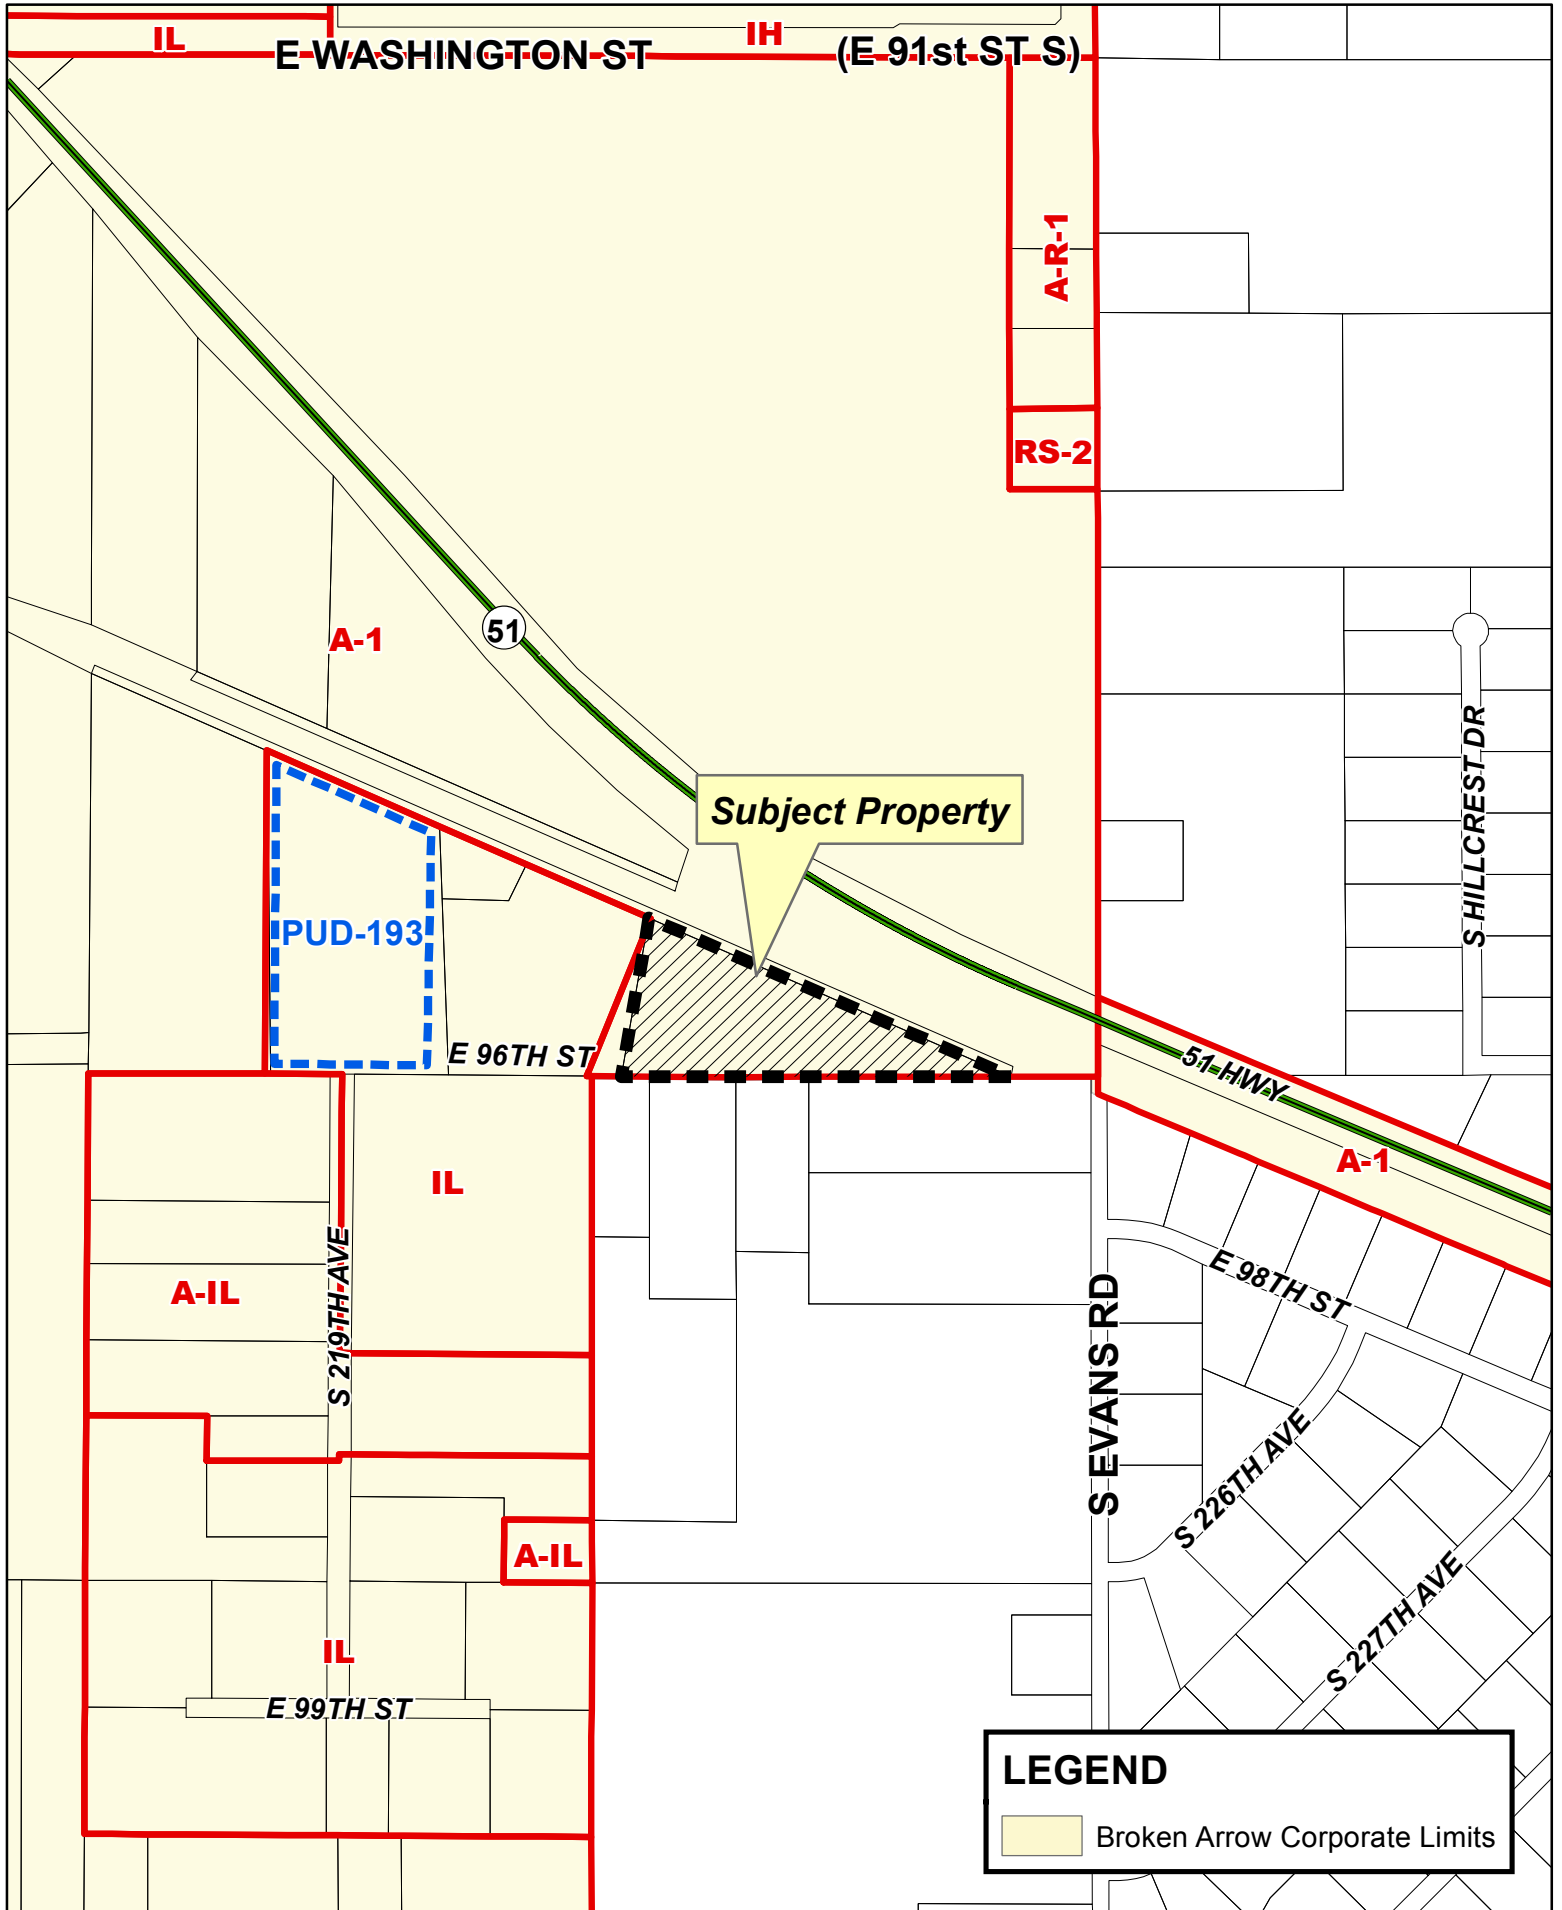 IL
IH
E WASHINGTON ST
(E 91st ST S)
A-R-1
RS-2
51
A-1
S HILLCREST DR
Subject Property
PUD-193
E 96TH ST
51 HWY
A-1
IL
S 219TH AVE
A-IL
E 98TH ST
S EVANS RD
S 226TH AVE
A-IL
S 227TH AVE
IL
E 99TH ST
LEGEND
Broken Arrow Corporate Limits